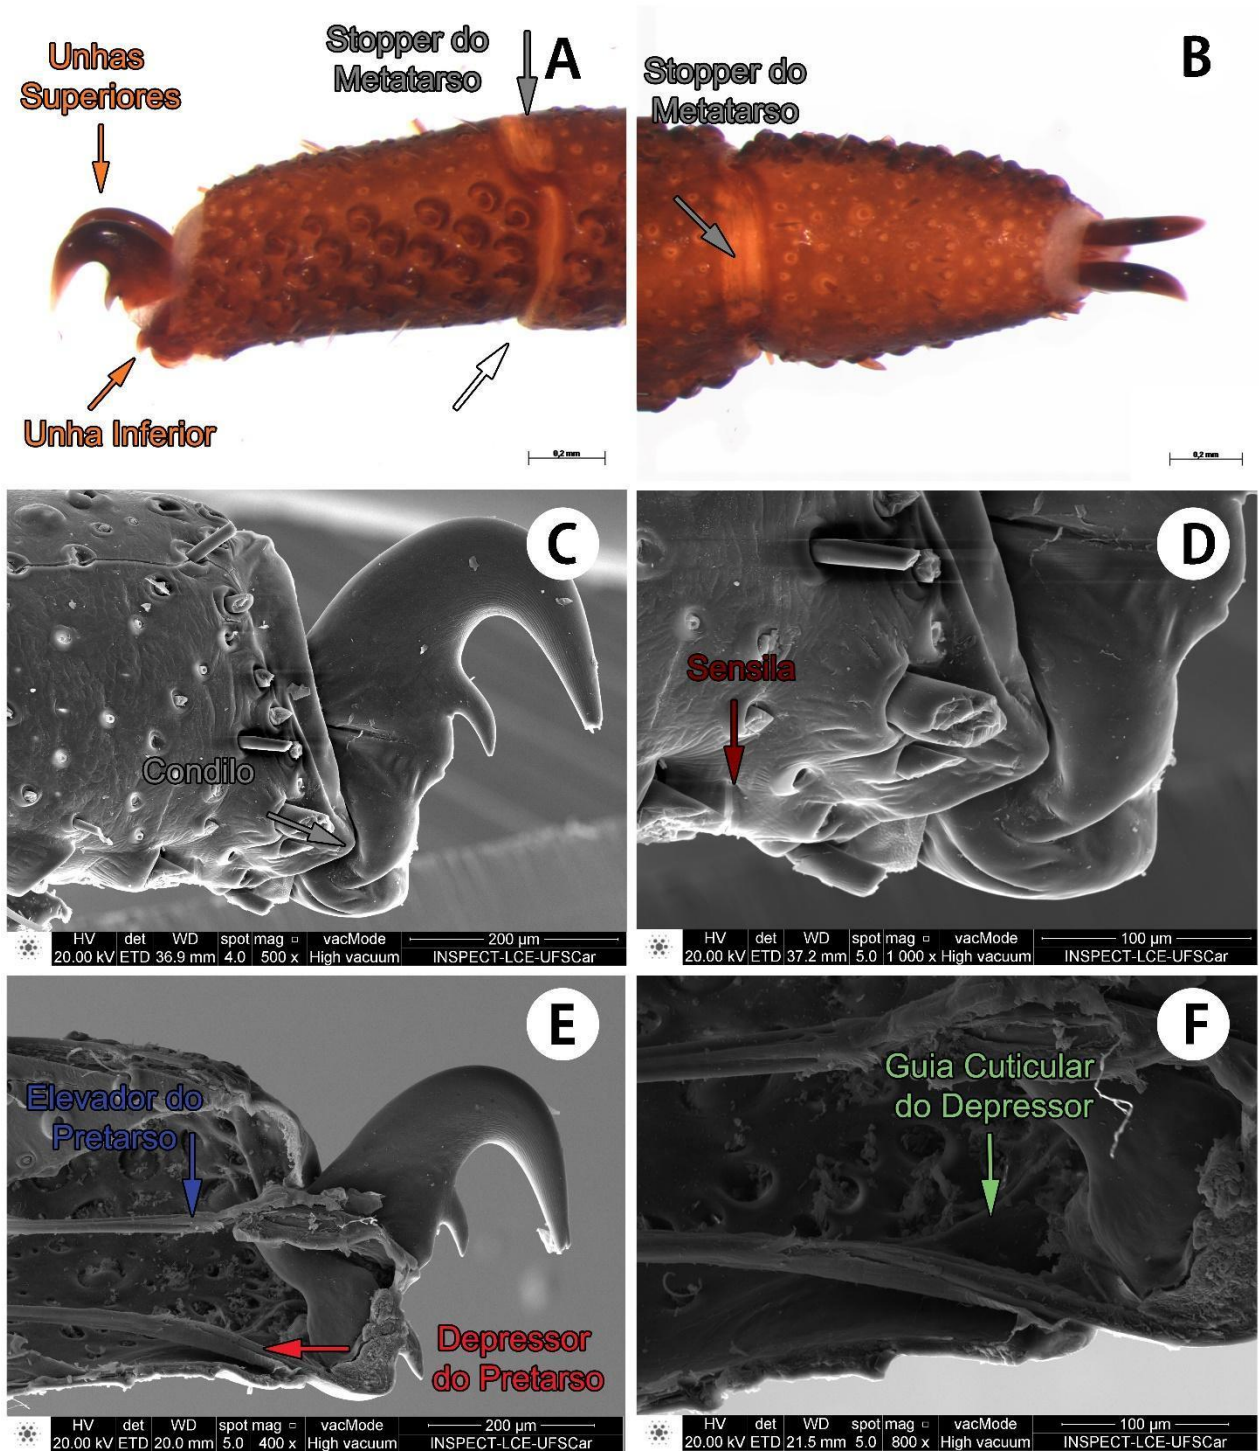 A
Unhas
Superiores
Stopper do
Metatarso
Unha Inferior
0,2 mm
B
Stopper do
Metatarso
0,2 mm
C
Condilo
HV det WD spot mag □ vacMode 200 µm
20.00 kV ETD 36.9 mm 4.0 500 x High vacuum INSPECT-LCE-UFSCar
D
Sensila
HV det WD spot mag □ vacMode 100 µm
20.00 kV ETD 37.2 mm 5.0 1 000 x High vacuum INSPECT-LCE-UFSCar
E
Elevador do
Pretarso
Depressor
do Pretarso
HV det WD spot mag □ vacMode 200 µm
20.00 kV ETD 20.0 mm 5.0 400 x High vacuum INSPECT-LCE-UFSCar
F
Guia Cuticular
do Depressor
HV det WD spot mag □ vacMode 100 µm
20.00 kV ETD 21.5 mm 5.0 800 x High vacuum INSPECT-LCE-UFSCar